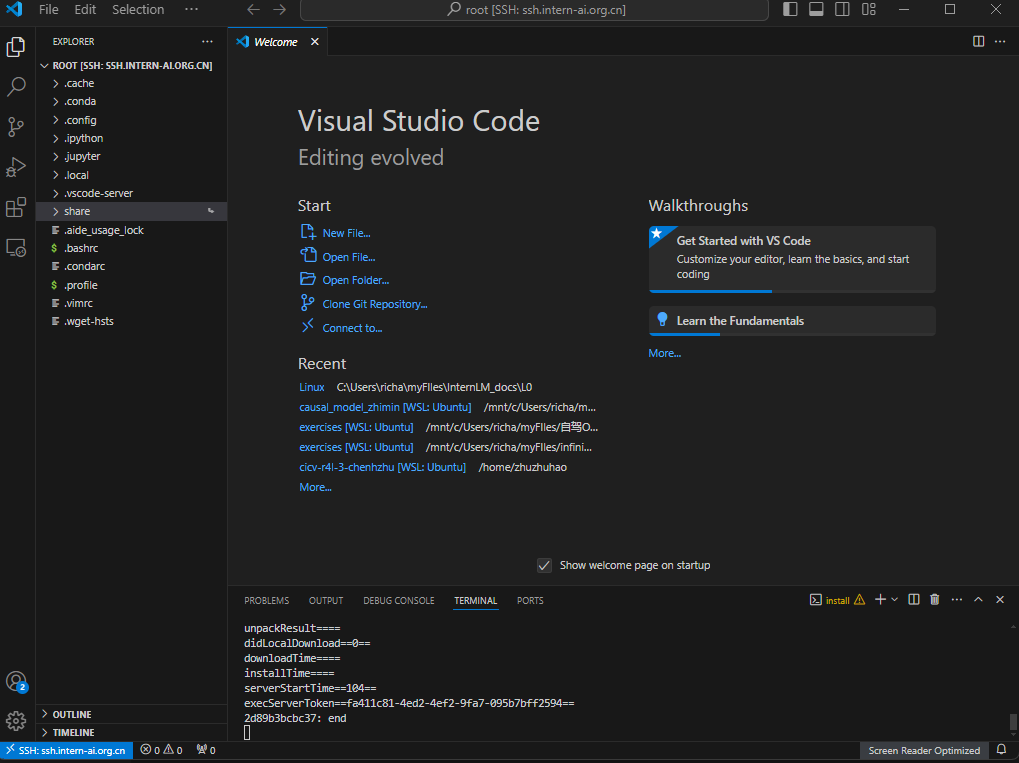 File Edit Selection ··· root [SSH: ssh.intern-ai.org.cn]
EXPLORER ···
ROOT [SSH: SSH.INTERN-AI.ORG.CN]
.cache
.conda
.config
.ipython
.jupyter
.local
.vscode-server
share
.aide_usage_lock
$ .bashrc
.condarc
$ .profile
.vimrc
.wget-hsts
OUTLINE
TIMELINE
Welcome
Visual Studio Code
Editing evolved
Start
New File...
Open File...
Open Folder...
Clone Git Repository...
Connect to...
Recent
Linux C:\Users\richa\myFIles\InternLM_docs\L0
causal_model_zhimin [WSL: Ubuntu] /mnt/c/Users/richa/m...
exercises [WSL: Ubuntu] /mnt/c/Users/richa/myFIles/自驾O...
exercises [WSL: Ubuntu] /mnt/c/Users/richa/myFIles/infini...
cicv-r4l-3-chenhzhu [WSL: Ubuntu] /home/zhuzhuhao
More...
Walkthroughs
Get Started with VS Code
Customize your editor, learn the basics, and start
coding
Learn the Fundamentals
More...
Show welcome page on startup
PROBLEMS OUTPUT DEBUG CONSOLE TERMINAL PORTS install
unpackResult====
didLocalDownload==0==
downloadTime====
installTime====
serverStartTime==104==
execServerToken==fa411c81-4ed2-4ef2-9fa7-095b7bff2594==
2d89b3bcbc37: end
2
SSH: ssh.intern-ai.org.cn 0 0 0 Screen Reader Optimized